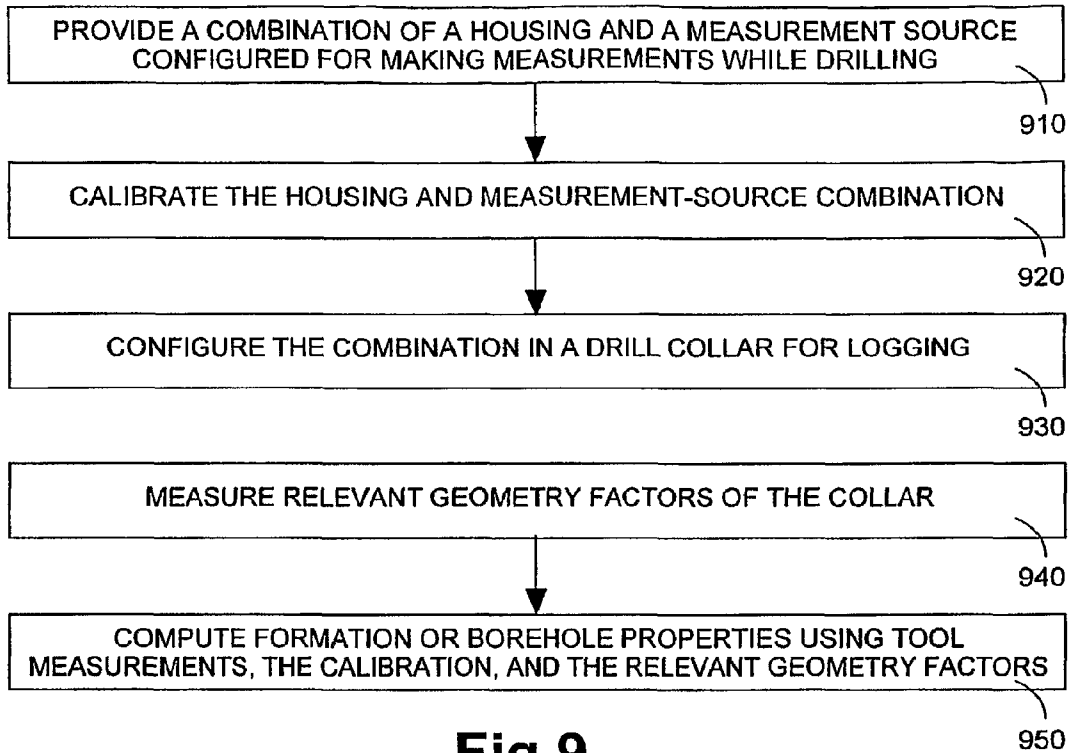 PROVIDE A COMBINATION OF A HOUSING AND A MEASUREMENT SOURCE
CONFIGURED FOR MAKING MEASUREMENTS WHILE DRILLING
910
CALIBRATE THE HOUSING AND MEASUREMENT-SOURCE COMBINATION
920
CONFIGURE THE COMBINATION IN A DRILL COLLAR FOR LOGGING
930
MEASURE RELEVANT GEOMETRY FACTORS OF THE COLLAR
940
COMPUTE FORMATION OR BOREHOLE PROPERTIES USING TOOL
MEASUREMENTS, THE CALIBRATION, AND THE RELEVANT GEOMETRY FACTORS
950
Fig 9